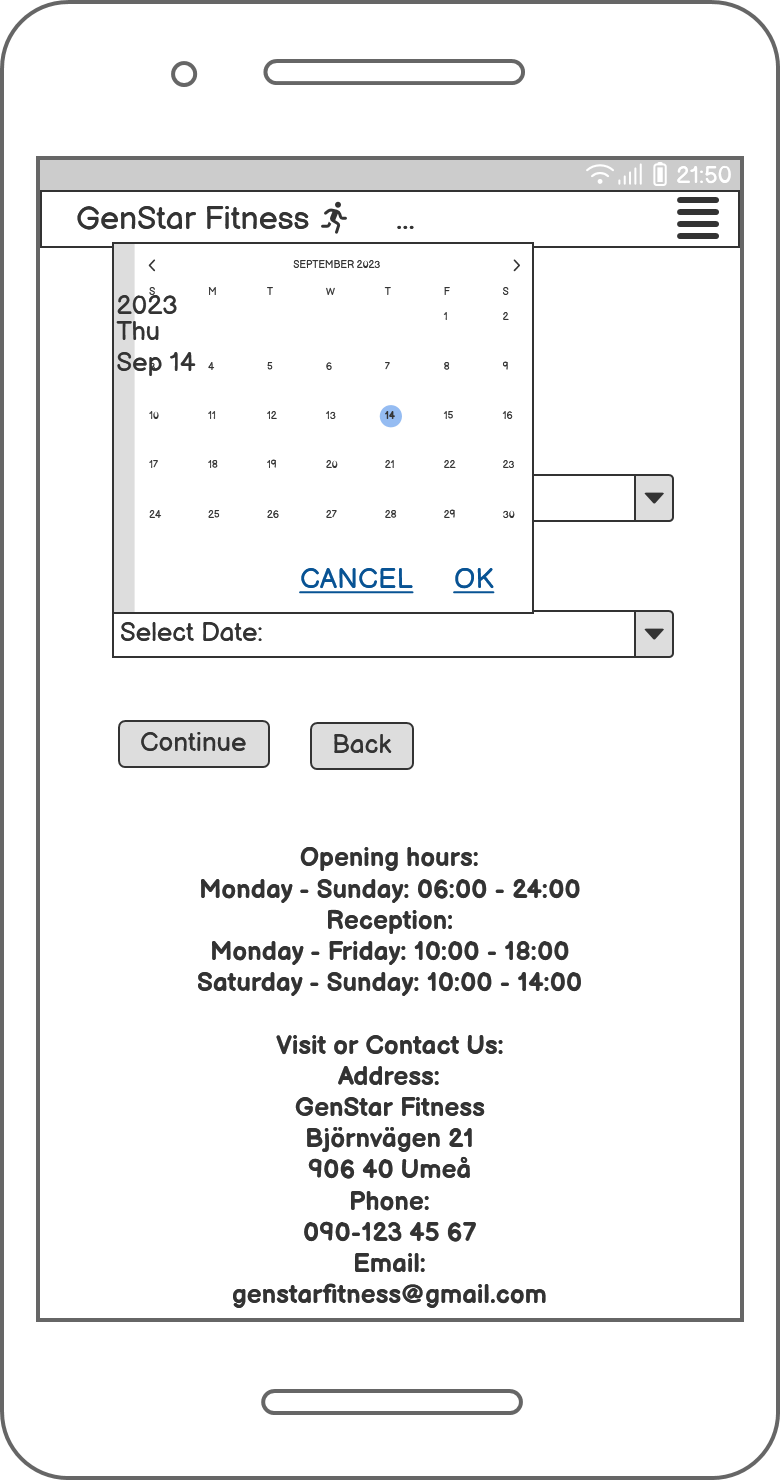 21:50
GenStar Fitness ...
SEPTEMBER 2023
S M T W T F S
2023
1 2
Thu
Sep 14
3 4 5 6 7 8 9
10 11 12 13 14 15 16
17 18 19 20 21 22 23
24 25 26 27 28 29 30
CANCEL OK
Select Date:
Continue Back
Opening hours:
Monday - Sunday: 06:00 - 24:00
Reception:
Monday - Friday: 10:00 - 18:00
Saturday - Sunday: 10:00 - 14:00
Visit or Contact Us:
Address:
GenStar Fitness
Björnvägen 21
906 40 Umeå
Phone:
090-123 45 67
Email:
genstarfitness@gmail.com